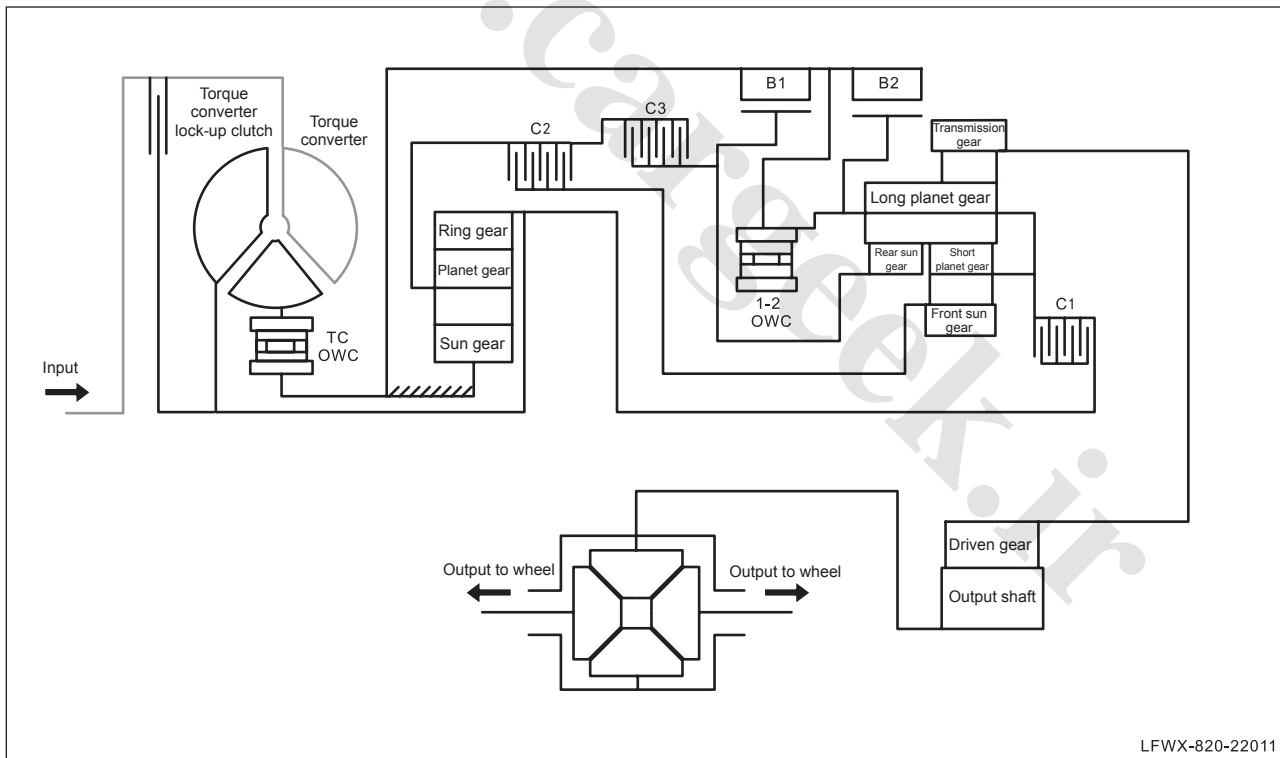 Torque
converter
lock-up clutch
Torque
converter
C2
C3
B1
B2
Transmission
gear
Long planet gear
Ring gear
Planet gear
Sun gear
Rear sun
gear
Short
planet gear
Front sun
gear
1-2
OWC
C1
TC
OWC
Input
Output to wheel
Output to wheel
Driven gear
Output shaft
.cargeek.ir
LFWX-820-22011